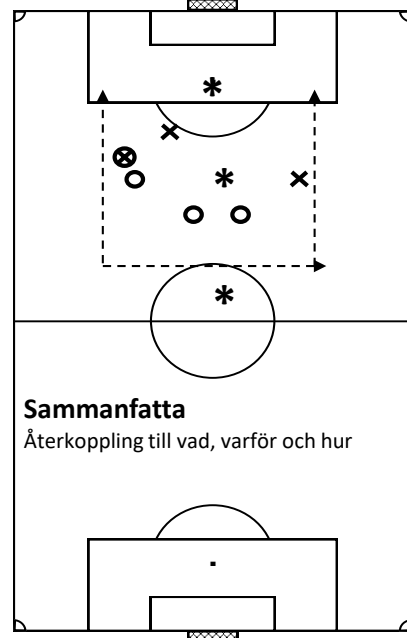 Sammanfatta
Återkoppling till vad, varför och hur